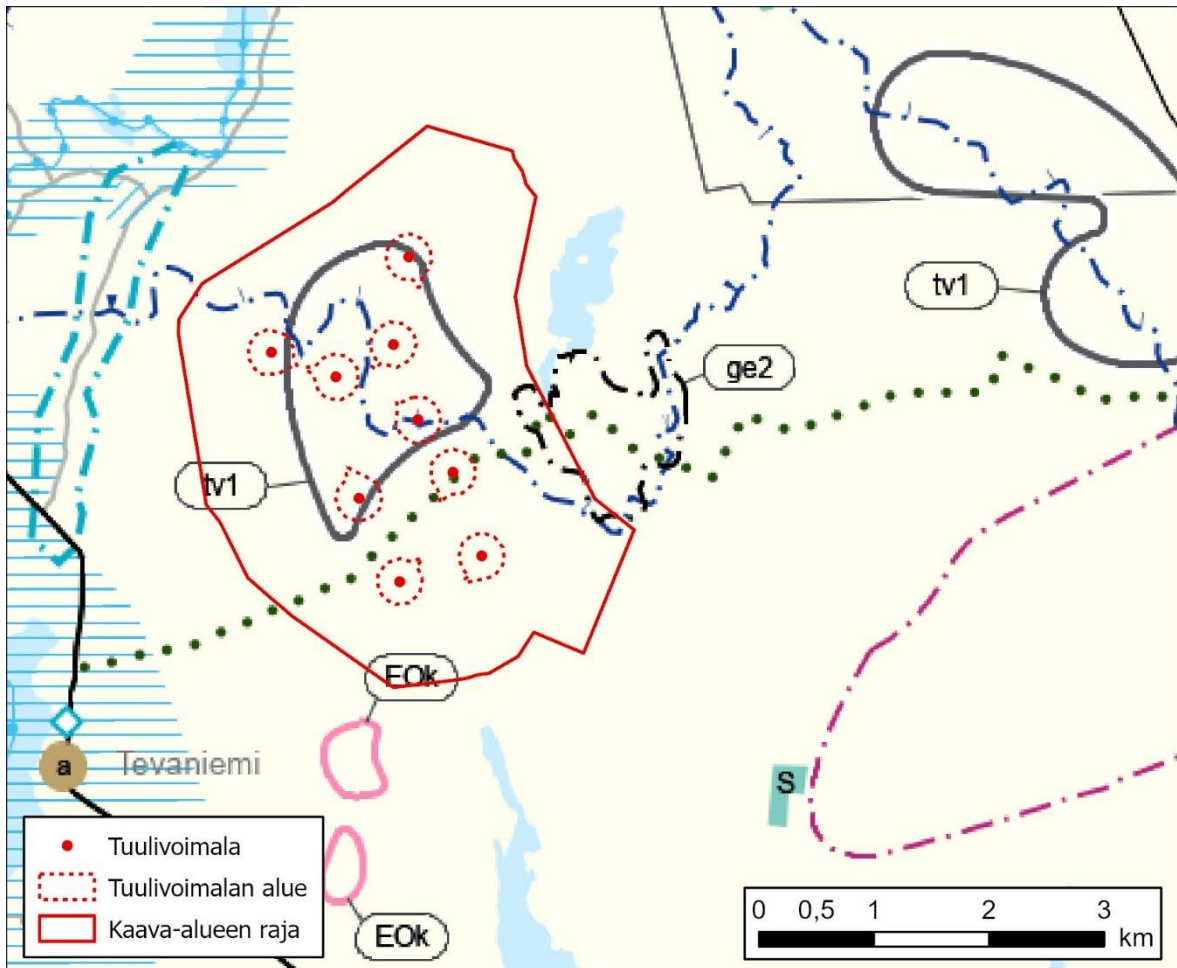 tv1
ge2
tv1
EOk
a
Tevaniemi
S
EOk
Tuulivoimala
Tuulivoimalan alue
Kaava-alueen raja
0 0,5 1 2 3
km